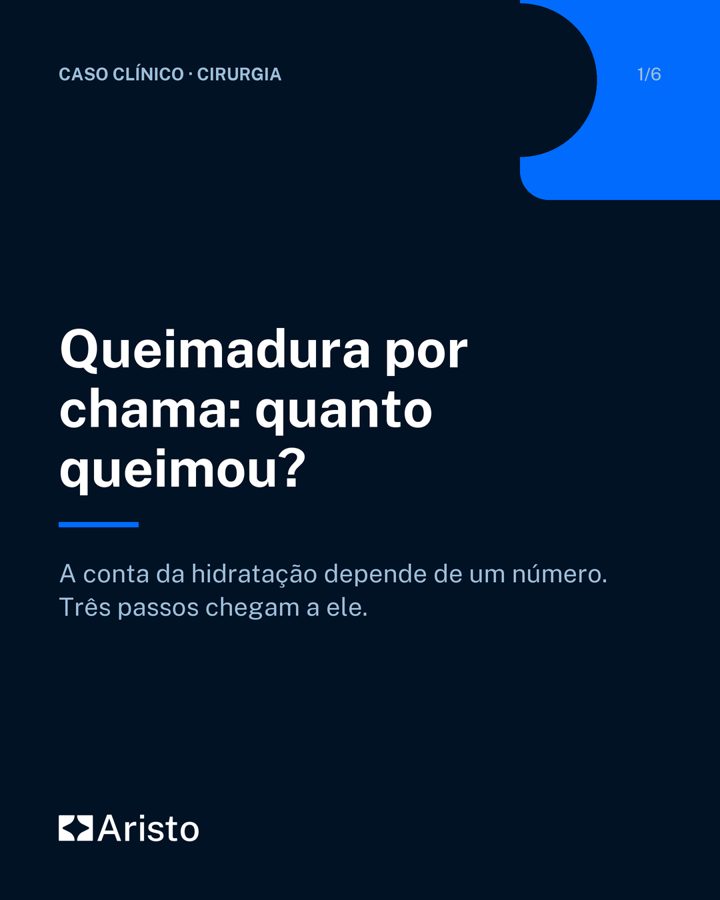 CASO CLÍNICO · CIRURGIA
1/6
Queimadura por
chama: quanto
queimou?
A conta da hidratação depende de um número.
Três passos chegam a ele.
Aristo